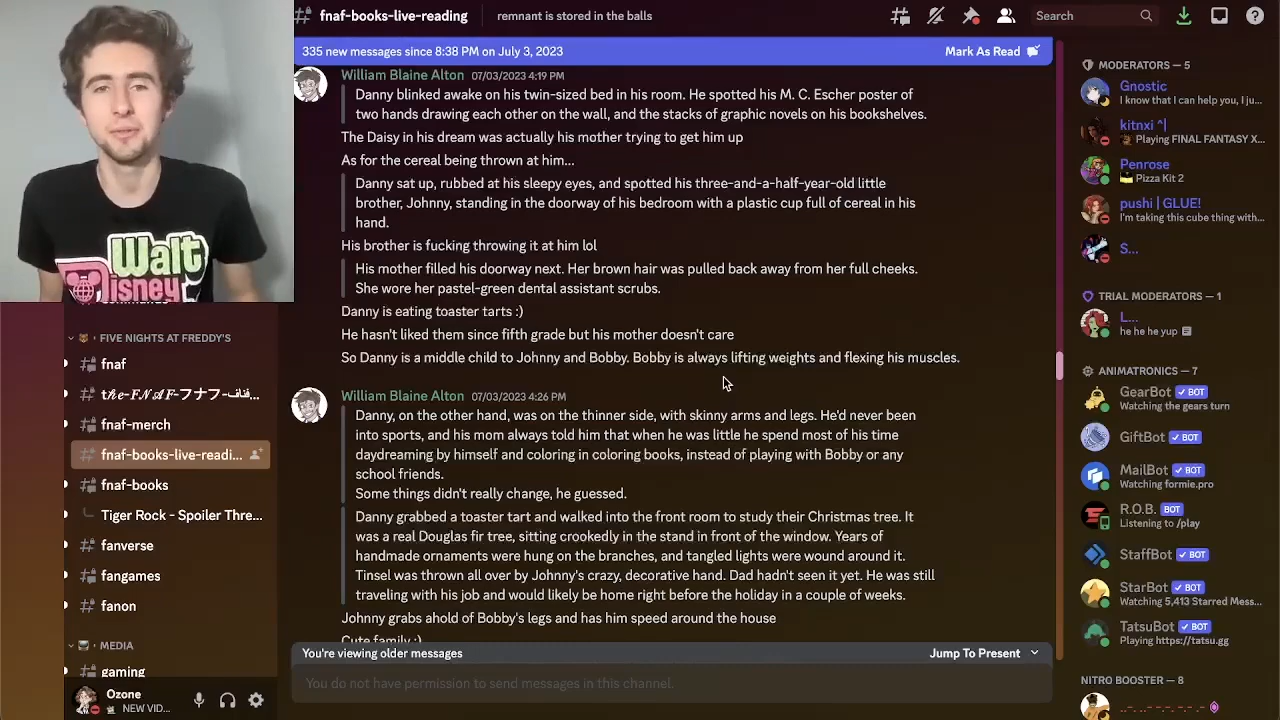 Walt
Disney
fnaf-books-live-reading
remnant is stored in the balls
Search
335 new messages since 8:38 PM on July 3, 2023
Mark As Read
William Blaine Alton 07/03/2023 4:19 PM
Danny blinked awake on his twin-sized bed in his room. He spotted his M. C. Escher poster of
two hands drawing each other on the wall, and the stacks of graphic novels on his bookshelves.
The Daisy in his dream was actually his mother trying to get him up
As for the cereal being thrown at him...
Danny sat up, rubbed at his sleepy eyes, and spotted his three-and-a-half-year-old little
brother, Johnny, standing in the doorway of his bedroom with a plastic cup full of cereal in his
hand.
His brother is fucking throwing it at him lol
His mother filled his doorway next. Her brown hair was pulled back away from her full cheeks.
She wore her pastel-green dental assistant scrubs.
Danny is eating toaster tarts :)
He hasn't liked them since fifth grade but his mother doesn't care
So Danny is a middle child to Johnny and Bobby. Bobby is always lifting weights and flexing his muscles.
William Blaine Alton 07/03/2023 4:26 PM
Danny, on the other hand, was on the thinner side, with skinny arms and legs. He'd never been
into sports, and his mom always told him that when he was little he spend most of his time
daydreaming by himself and coloring in coloring books, instead of playing with Bobby or any
school friends.
Some things didn't really change, he guessed.
Danny grabbed a toaster tart and walked into the front room to study their Christmas tree. It
was a real Douglas fir tree, sitting crookedly in the stand in front of the window. Years of
handmade ornaments were hung on the branches, and tangled lights were wound around it.
Tinsel was thrown all over by Johnny's crazy, decorative hand. Dad hadn't seen it yet. He was still
traveling with his job and would likely be home right before the holiday in a couple of weeks.
Johnny grabs ahold of Bobby's legs and has him speed around the house
Cute family :)
You're viewing older messages
Jump To Present
You do not have permission to send messages in this channel.
FIVE NIGHTS AT FREDDY'S
fnaf
fnaf-merch
fnaf-books-live-readi...
fnaf-books
Tiger Rock - Spoiler Thre...
fanverse
fangames
fanon
MEDIA
gaming
Ozone
NEW VID...
MODERATORS — 5
Gnostic
I know that I can help you, I ju...
kitnxi ^|
Playing FINAL FANTASY X...
Penrose
Pizza Kit 2
pushi | GLUE!
I'm taking this cube thing with...
S...
TRIAL MODERATORS — 1
L...
he he he yup
ANIMATRONICS — 7
GearBot BOT
Watching the gears turn
GiftBot BOT
MailBot BOT
Watching formie.pro
R.O.B. BOT
Listening to /play
StaffBot BOT
StarBot BOT
Watching 5,413 Starred Mess...
TatsuBot BOT
Playing https://tatsu.gg
NITRO BOOSTER — 8